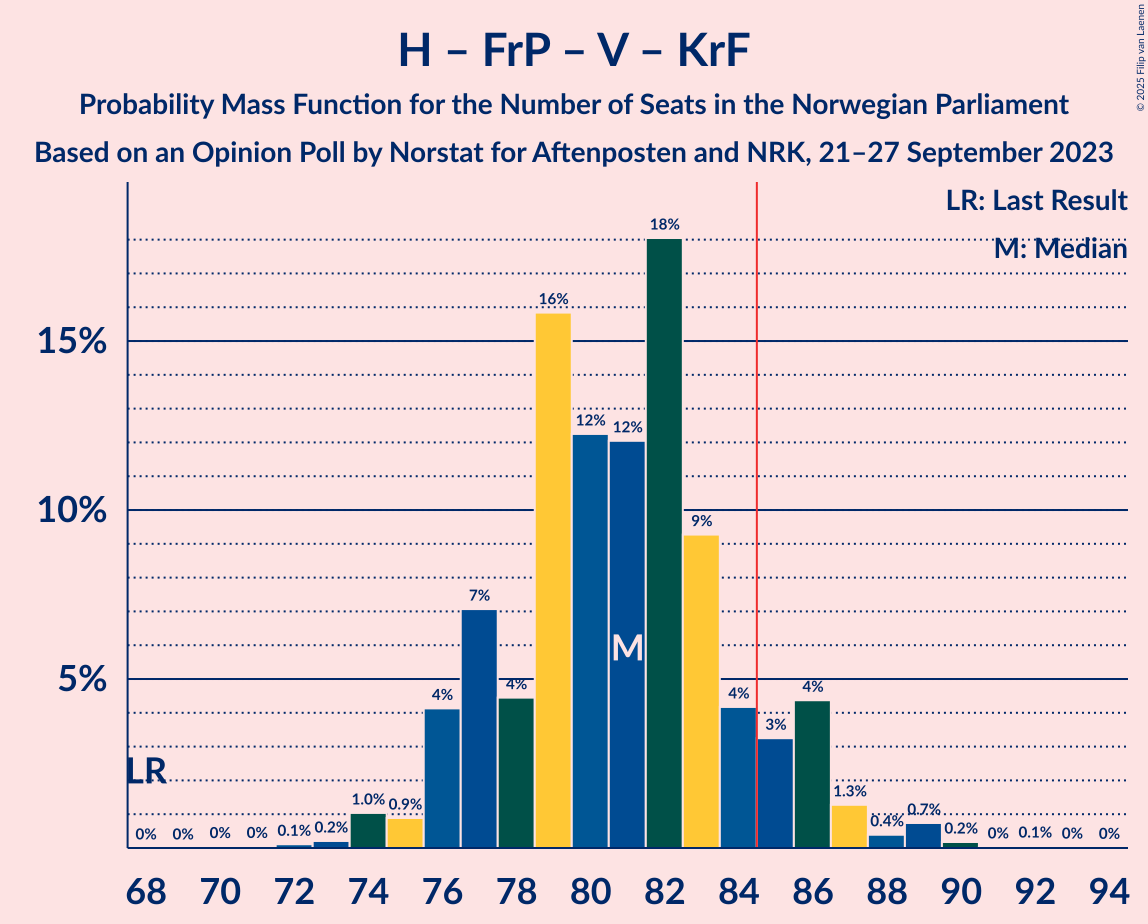 H – FrP – V – KrF
Probability Mass Function for the Number of Seats in the Norwegian Parliament
Based on an Opinion Poll by Norstat for Aftenposten and NRK, 21–27 September 2023
© 2025 Filip van Laenen
LR: Last Result
M: Median
15%
10%
5%
LR
M
0% 0% 0% 0% 0.1% 0.2% 1.0% 0.9% 4% 7% 4% 16% 12% 12% 18% 9% 4% 3% 4% 1.3% 0.4% 0.7% 0.2% 0% 0.1% 0% 0%
68 70 72 74 76 78 80 82 84 86 88 90 92 94